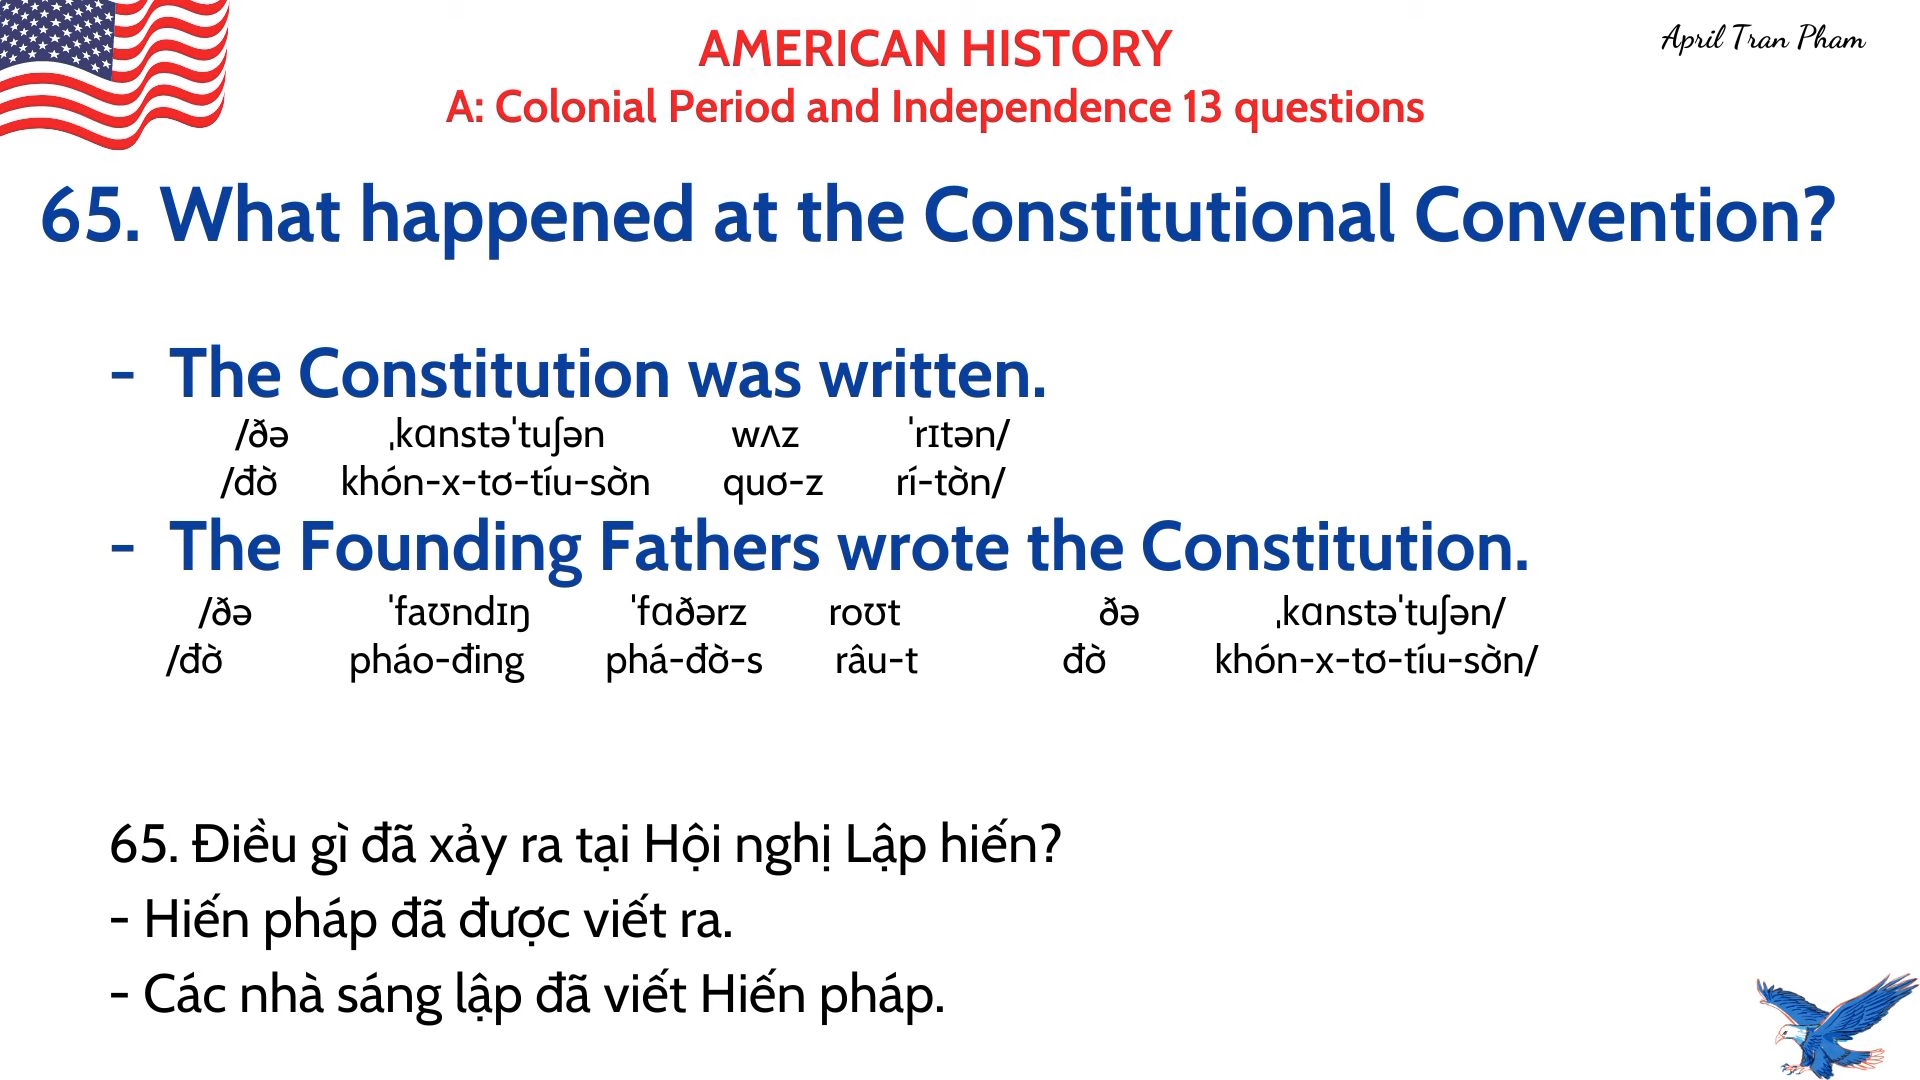 AMERICAN HISTORY
April Tran Pham
A: Colonial Period and Independence 13 questions
65. What happened at the Constitutional Convention?
- The Constitution was written.
/ðə ˌkɑnstəˈtuʃən wʌz ˈrɪtən/
/đờ khón-x-tơ-tíu-sờn quơ-z rí-tờn/
- The Founding Fathers wrote the Constitution.
/ðə ˈfaʊndɪŋ ˈfɑðərz roʊt ðə ˌkɑnstəˈtuʃən/
/đờ pháo-đing phá-đờ-s râu-t đờ khón-x-tơ-tíu-sờn/
65. Điều gì đã xảy ra tại Hội nghị Lập hiến?
- Hiến pháp đã được viết ra.
- Các nhà sáng lập đã viết Hiến pháp.